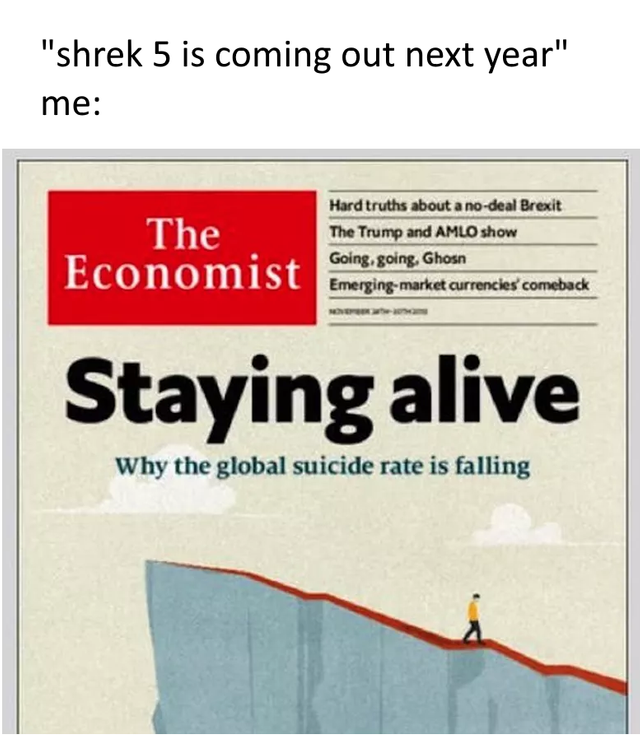 "shrek 5 is coming out next year"
me:
The
Economist
Hard truths about a no-deal Brexit
The Trump and AMLO show
Going, going, Ghosn
Emerging-market currencies' comeback
Staying alive
Why the global suicide rate is falling